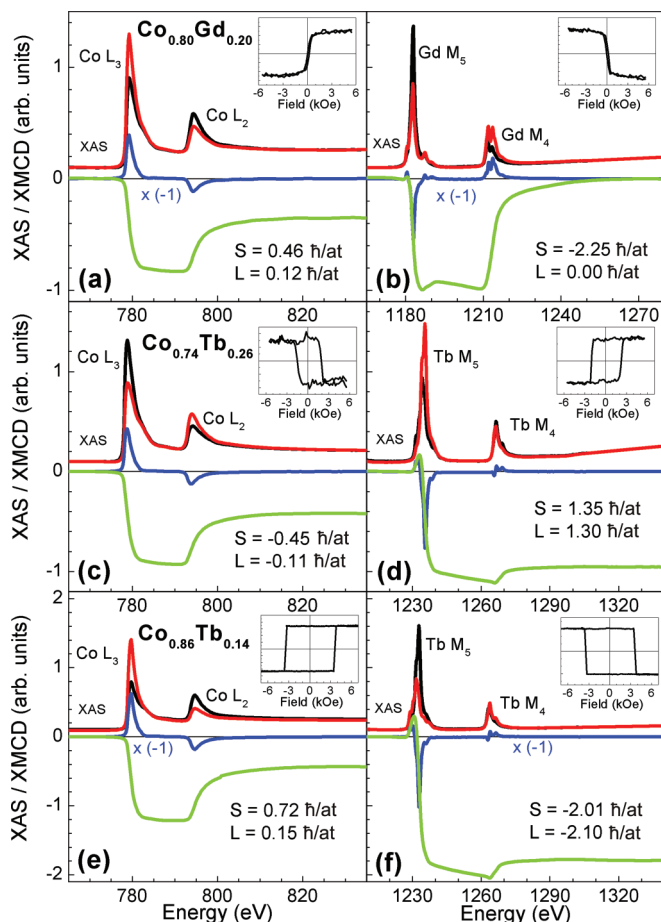 XAS / XMCD (arb. units)
1
0
-1
Co L3
Co0.80Gd0.20
Co L2
XAS
x (-1)
-6 -3 0 3 6
Field (kOe)
S = 0.46 ħ/at
L = 0.12 ħ/at
(a)
780 800 820
Gd M5
Gd M4
XAS
x (-1)
-6 -3 0 3 6
Field (kOe)
S = -2.25 ħ/at
L = 0.00 ħ/at
(b)
1180 1210 1240 1270
XAS / XMCD (arb. units)
1
0
-1
Co L3
Co0.74Tb0.26
Co L2
XAS
-6 -3 0 3 6
Field (kOe)
S = -0.45 ħ/at
L = -0.11 ħ/at
(c)
780 800 820
Tb M5
Tb M4
XAS
-6 -3 0 3 6
Field (kOe)
S = 1.35 ħ/at
L = 1.30 ħ/at
(d)
1230 1260 1290 1320
XAS / XMCD (arb. units)
2
1
0
-1
-2
Co L3
Co0.86Tb0.14
Co L2
XAS
x (-1)
-6 -3 0 3 6
Field (kOe)
S = 0.72 ħ/at
L = 0.15 ħ/at
(e)
780 800 820
Energy (eV)
Tb M5
Tb M4
XAS
x (-1)
-6 -3 0 3 6
Field (kOe)
S = -2.01 ħ/at
L = -2.10 ħ/at
(f)
1230 1260 1290 1320
Energy (eV)